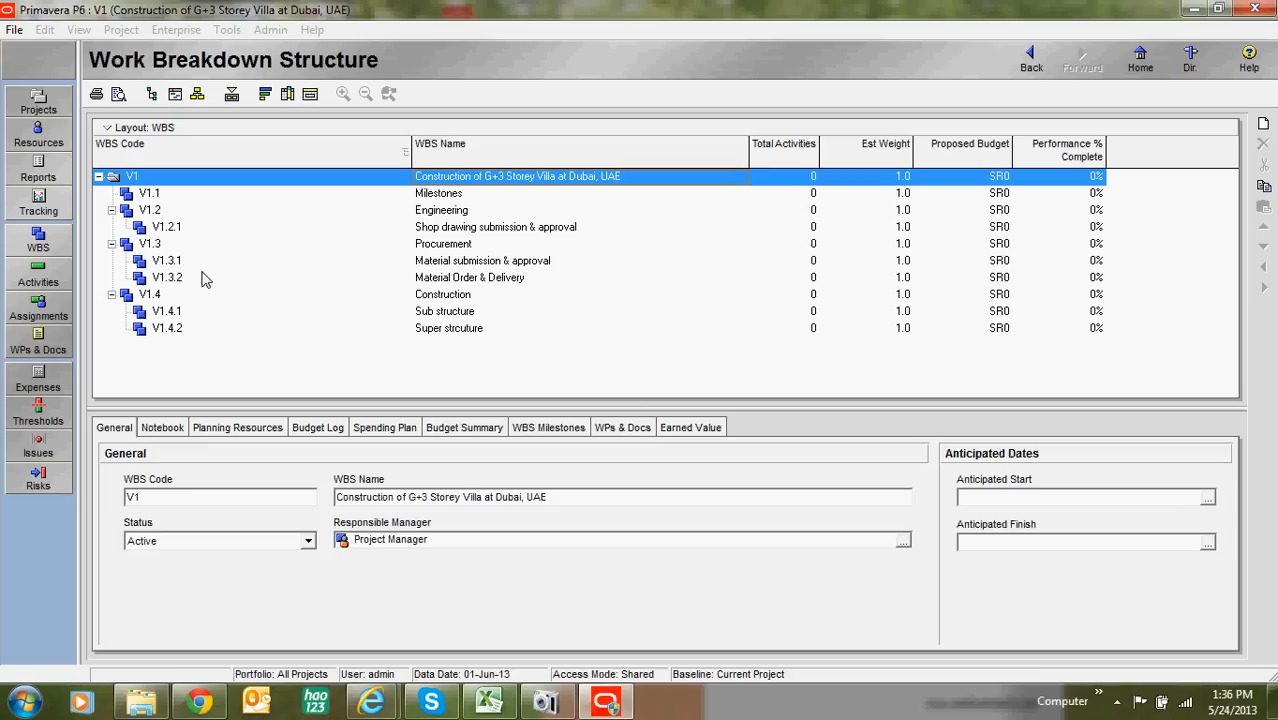 Primavera P6 : V1 (Construction of G+3 Storey Villa at Dubai, UAE)
File Edit View Project Enterprise Tools Admin Help
Work Breakdown Structure
Back Forward Home Dir. Help
Projects
Resources
Reports
Tracking
WBS
Activities
Assignments
WPs & Docs
Expenses
Thresholds
Issues
Risks
Layout: WBS
WBS Code WBS Name Total Activities Est Weight Proposed Budget Performance % Complete
V1 Construction of G+3 Storey Villa at Dubai, UAE 0 1.0 SR0 0%
V1.1 Milestones 0 1.0 SR0 0%
V1.2 Engineering 0 1.0 SR0 0%
V1.2.1 Shop drawing submission & approval 0 1.0 SR0 0%
V1.3 Procurement 0 1.0 SR0 0%
V1.3.1 Material submission & approval 0 1.0 SR0 0%
V1.3.2 Material Order & Delivery 0 1.0 SR0 0%
V1.4 Construction 0 1.0 SR0 0%
V1.4.1 Sub structure 0 1.0 SR0 0%
V1.4.2 Super strcuture 0 1.0 SR0 0%
General Notebook Planning Resources Budget Log Spending Plan Budget Summary WBS Milestones WPs & Docs Earned Value
General
WBS Code WBS Name
V1 Construction of G+3 Storey Villa at Dubai, UAE
Status Responsible Manager
Active Project Manager ...
Anticipated Dates
Anticipated Start
...
Anticipated Finish
...
Portfolio: All Projects User: admin Data Date: 01-Jun-13 Access Mode: Shared Baseline: Current Project
hao
123
Computer »
1:36 PM
5/24/2013